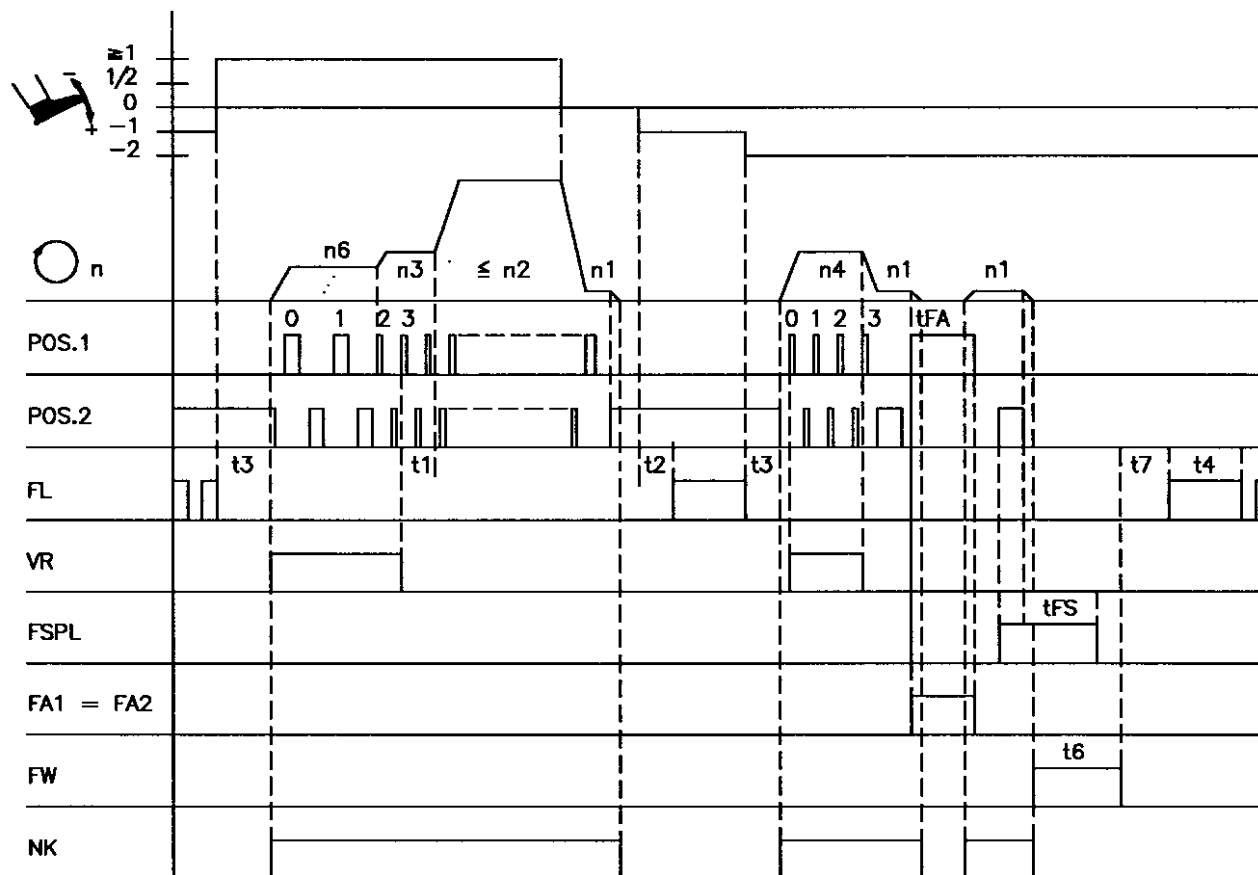 ≥1
1/2
0
-1
-2
-
+
n
n6
n3
≤ n2
n1
n4
n1
n1
POS.1
0 1 2 3
0 1 2 3 tFA
POS.2
FL
t3 t1 t2 t3 t7 t4
VR
FSPL
tFS
FA1 = FA2
FW
t6
NK